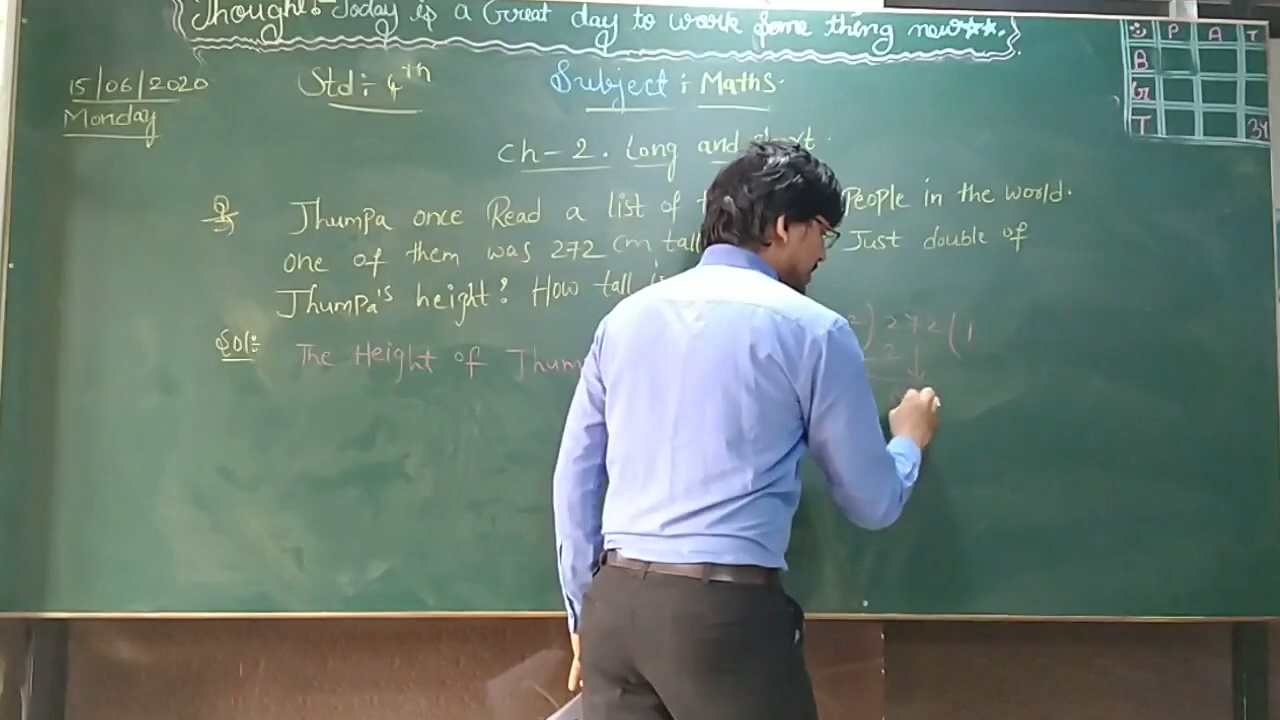 Thought:- Today is a Great day to work some thing new**.
15/06/2020
Monday
Std:- 4th
Subject: Maths.
P A T
B
G
T 34
Ch-2. Long and
Q Jhumpa once Read a list of People in the world.
one of them was 272 cm tall Just double of
Jhumpa's height? How tall
Sol:- The Height of Jhum
2) 272 (1
2